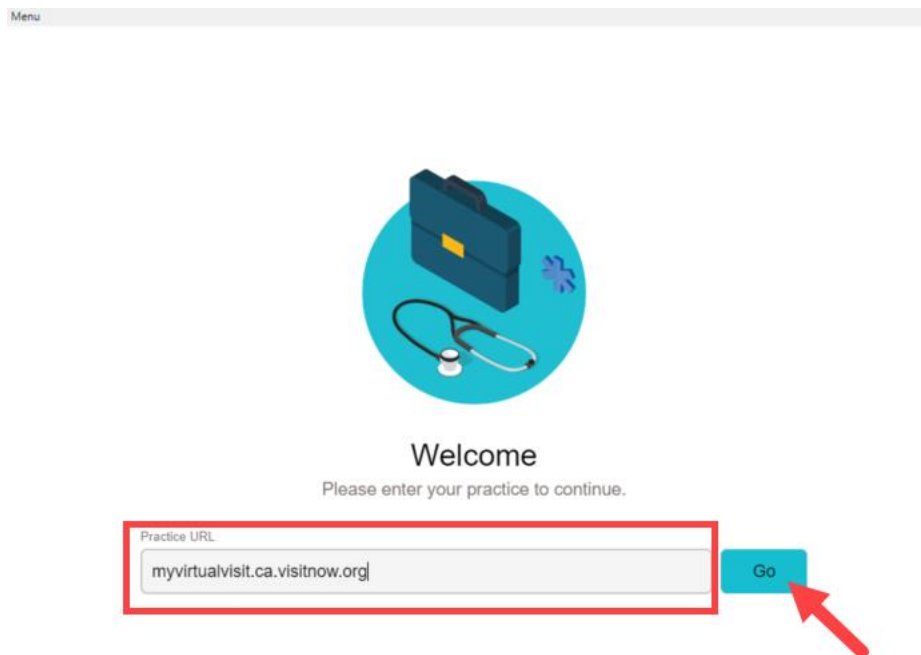 Menu
Welcome
Please enter your practice to continue.
Practice URL
myvirtualvisit.ca.visitnow.org
Go